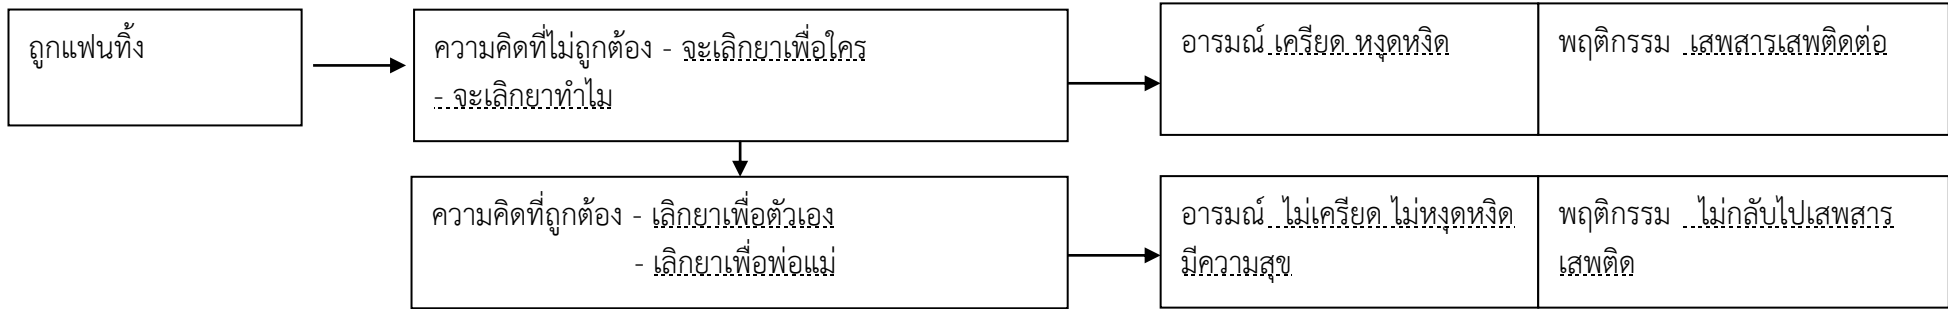 ถูกแฟนทิ้ง
ความคิดที่ไม่ถูกต้อง - จะเลิกยาเพื่อใคร
- จะเลิกยาทำไม
อารมณ์ เครียด หงุดหงิด
พฤติกรรม เสพสารเสพติดต่อ
ความคิดที่ถูกต้อง - เลิกยาเพื่อตัวเอง
- เลิกยาเพื่อพ่อแม่
อารมณ์ ไม่เครียด ไม่หงุดหงิด
มีความสุข
พฤติกรรม ไม่กลับไปเสพสาร
เสพติด